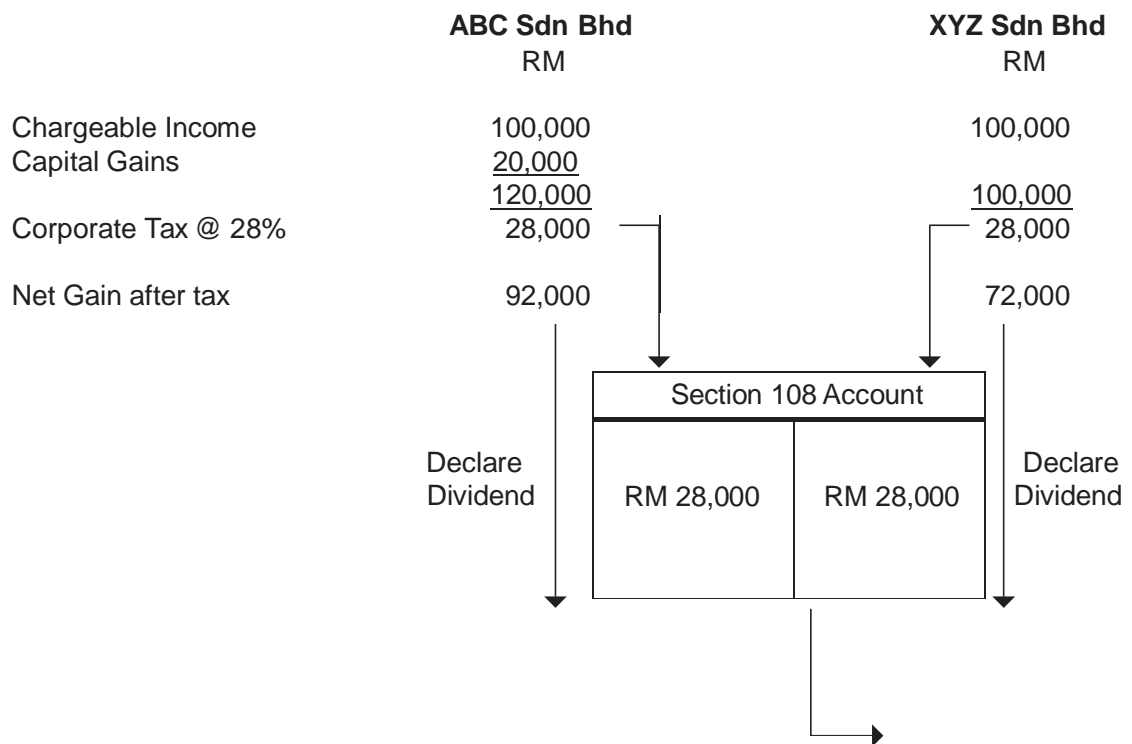 ABC Sdn Bhd XYZ Sdn Bhd
RM RM
Chargeable Income 100,000 100,000
Capital Gains 20,000
120,000 100,000
Corporate Tax @ 28% 28,000 28,000
Net Gain after tax 92,000 72,000
Section 108 Account
Declare Declare
Dividend RM 28,000 RM 28,000 Dividend